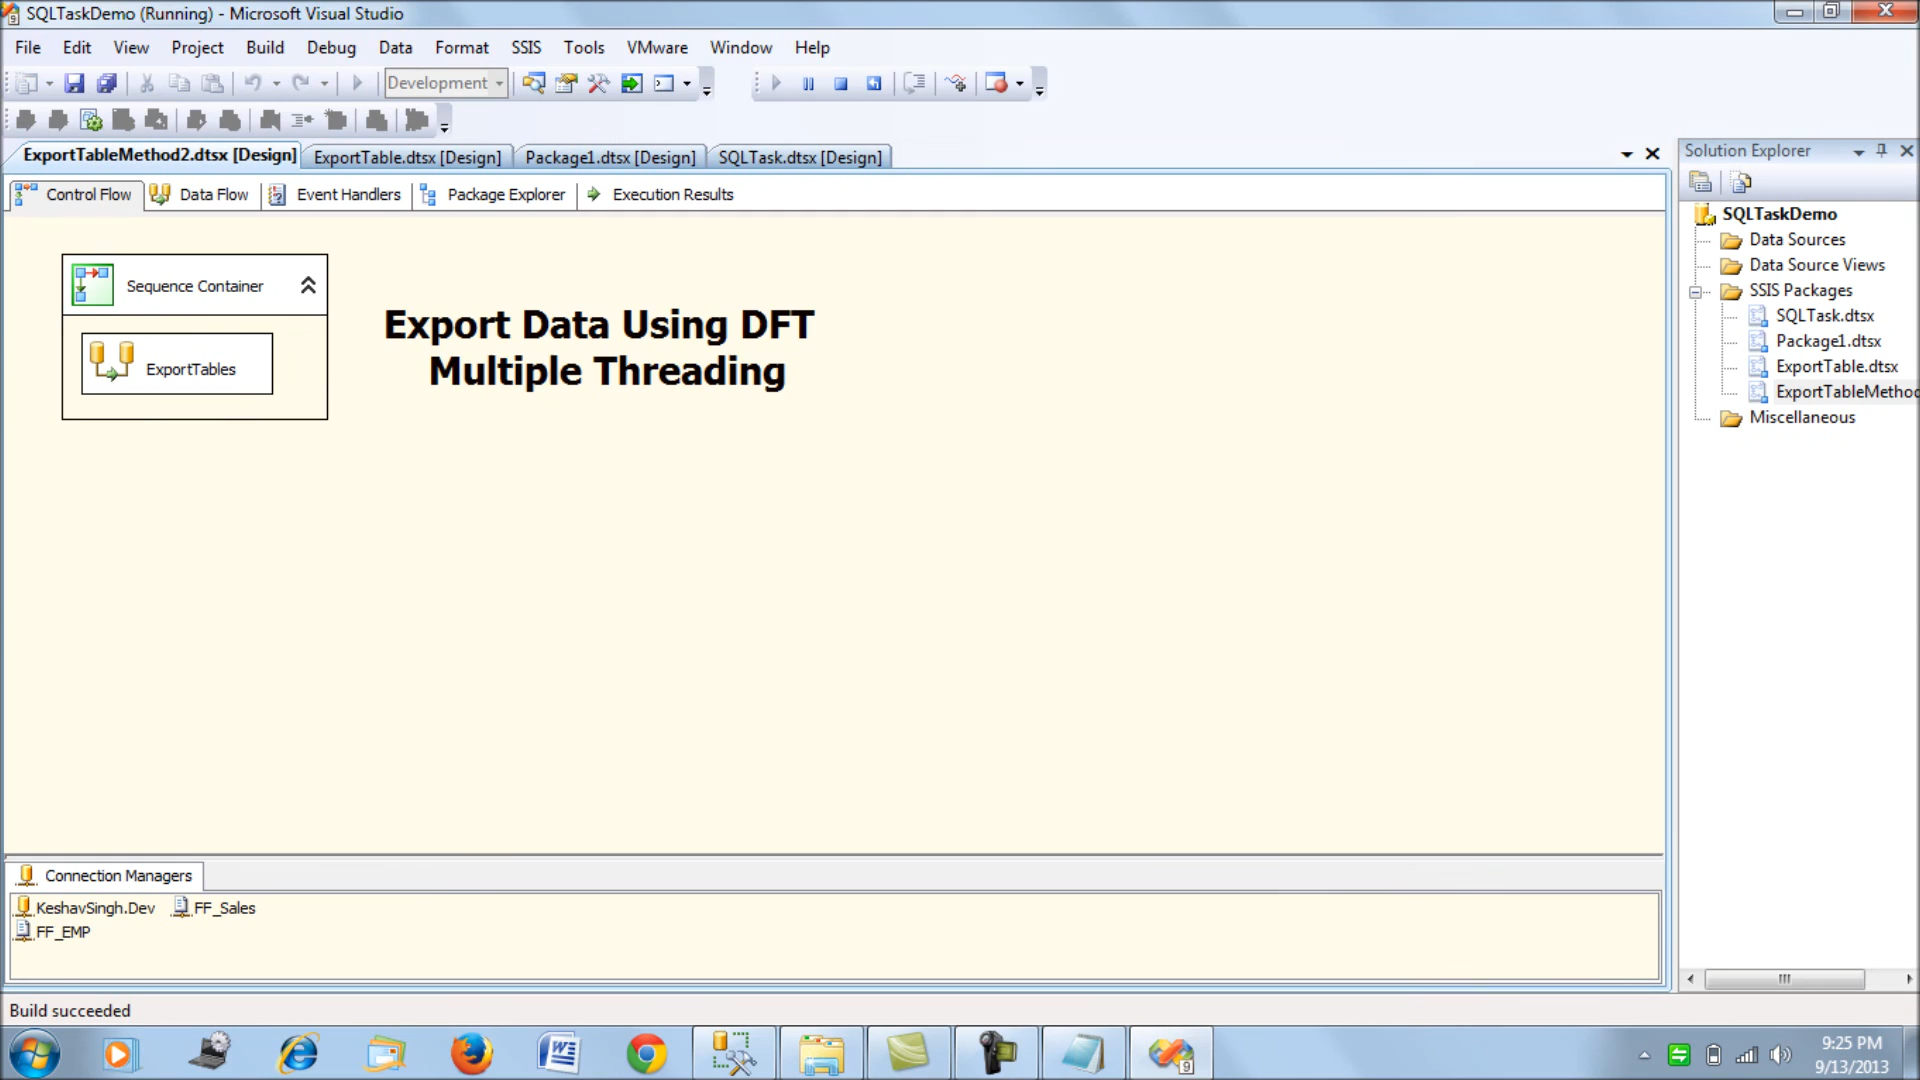 SQLTaskDemo (Running) - Microsoft Visual Studio
File Edit View Project Build Debug Data Format SSIS Tools VMware Window Help
Development
ExportTableMethod2.dtsx [Design] ExportTable.dtsx [Design] Package1.dtsx [Design] SQLTask.dtsx [Design]
Control Flow Data Flow Event Handlers Package Explorer Execution Results
Sequence Container
ExportTables
Export Data Using DFT
Multiple Threading
Solution Explorer
SQLTaskDemo
Data Sources
Data Source Views
SSIS Packages
SQLTask.dtsx
Package1.dtsx
ExportTable.dtsx
ExportTableMethod
Miscellaneous
Connection Managers
KeshavSingh.Dev FF_Sales
FF_EMP
Build succeeded
9:25 PM
9/13/2013